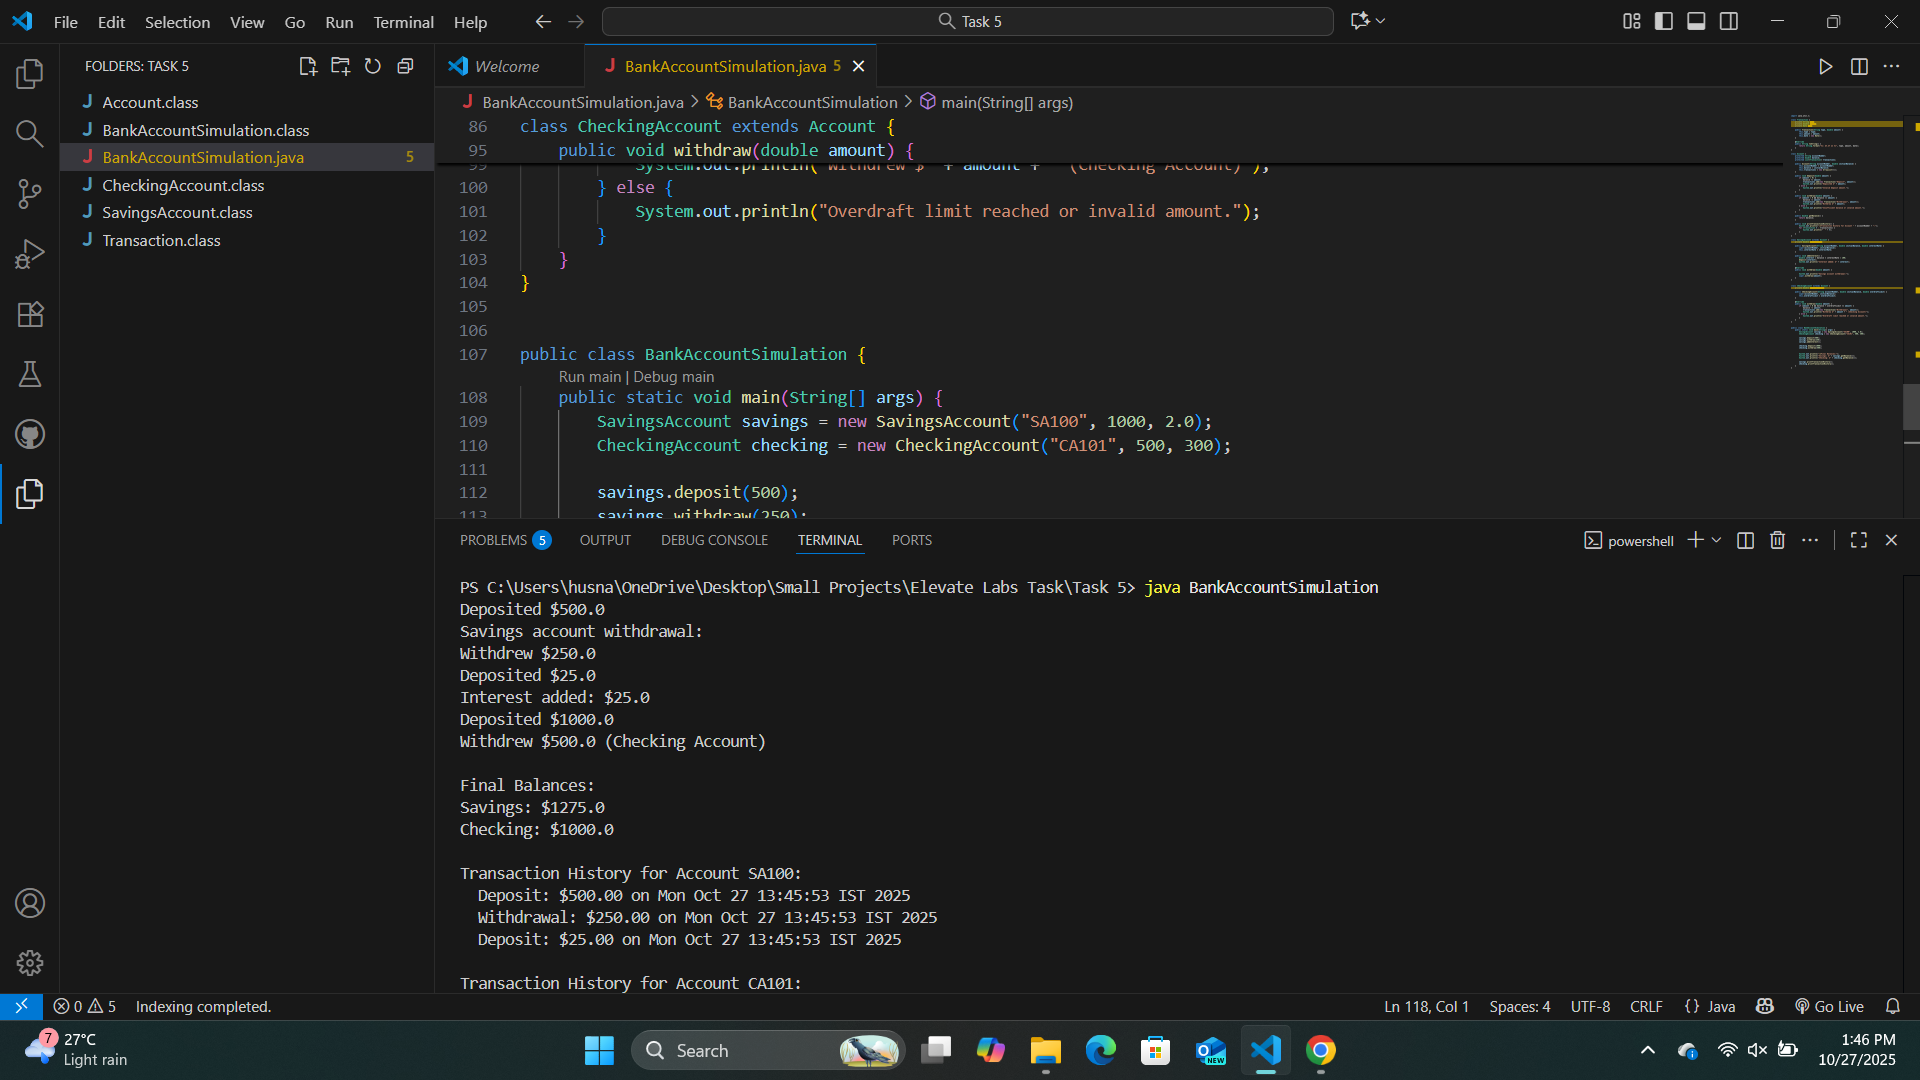 File Edit Selection View Go Run Terminal Help
Task 5
FOLDERS: TASK 5
Account.class
BankAccountSimulation.class
BankAccountSimulation.java 5
CheckingAccount.class
SavingsAccount.class
Transaction.class
Welcome
BankAccountSimulation.java 5
BankAccountSimulation.java > BankAccountSimulation > main(String[] args)
86 class CheckingAccount extends Account {
95 public void withdraw(double amount) {
100 } else {
101 System.out.println("Overdraft limit reached or invalid amount.");
102 }
103 }
104 }
105
106
107 public class BankAccountSimulation {
Run main | Debug main
108 public static void main(String[] args) {
109 SavingsAccount savings = new SavingsAccount("SA100", 1000, 2.0);
110 CheckingAccount checking = new CheckingAccount("CA101", 500, 300);
111
112 savings.deposit(500);
113 savings.withdraw(250);
PROBLEMS 5 OUTPUT DEBUG CONSOLE TERMINAL PORTS
powershell
PS C:\Users\husna\OneDrive\Desktop\Small Projects\Elevate Labs Task\Task 5> java BankAccountSimulation
Deposited $500.0
Savings account withdrawal:
Withdrew $250.0
Deposited $25.0
Interest added: $25.0
Deposited $1000.0
Withdrew $500.0 (Checking Account)
Final Balances:
Savings: $1275.0
Checking: $1000.0
Transaction History for Account SA100:
Deposit: $500.00 on Mon Oct 27 13:45:53 IST 2025
Withdrawal: $250.00 on Mon Oct 27 13:45:53 IST 2025
Deposit: $25.00 on Mon Oct 27 13:45:53 IST 2025
Transaction History for Account CA101:
0 5 Indexing completed.
Ln 118, Col 1 Spaces: 4 UTF-8 CRLF {} Java Go Live
7
27°C
Light rain
Search
NEW
1:46 PM
10/27/2025